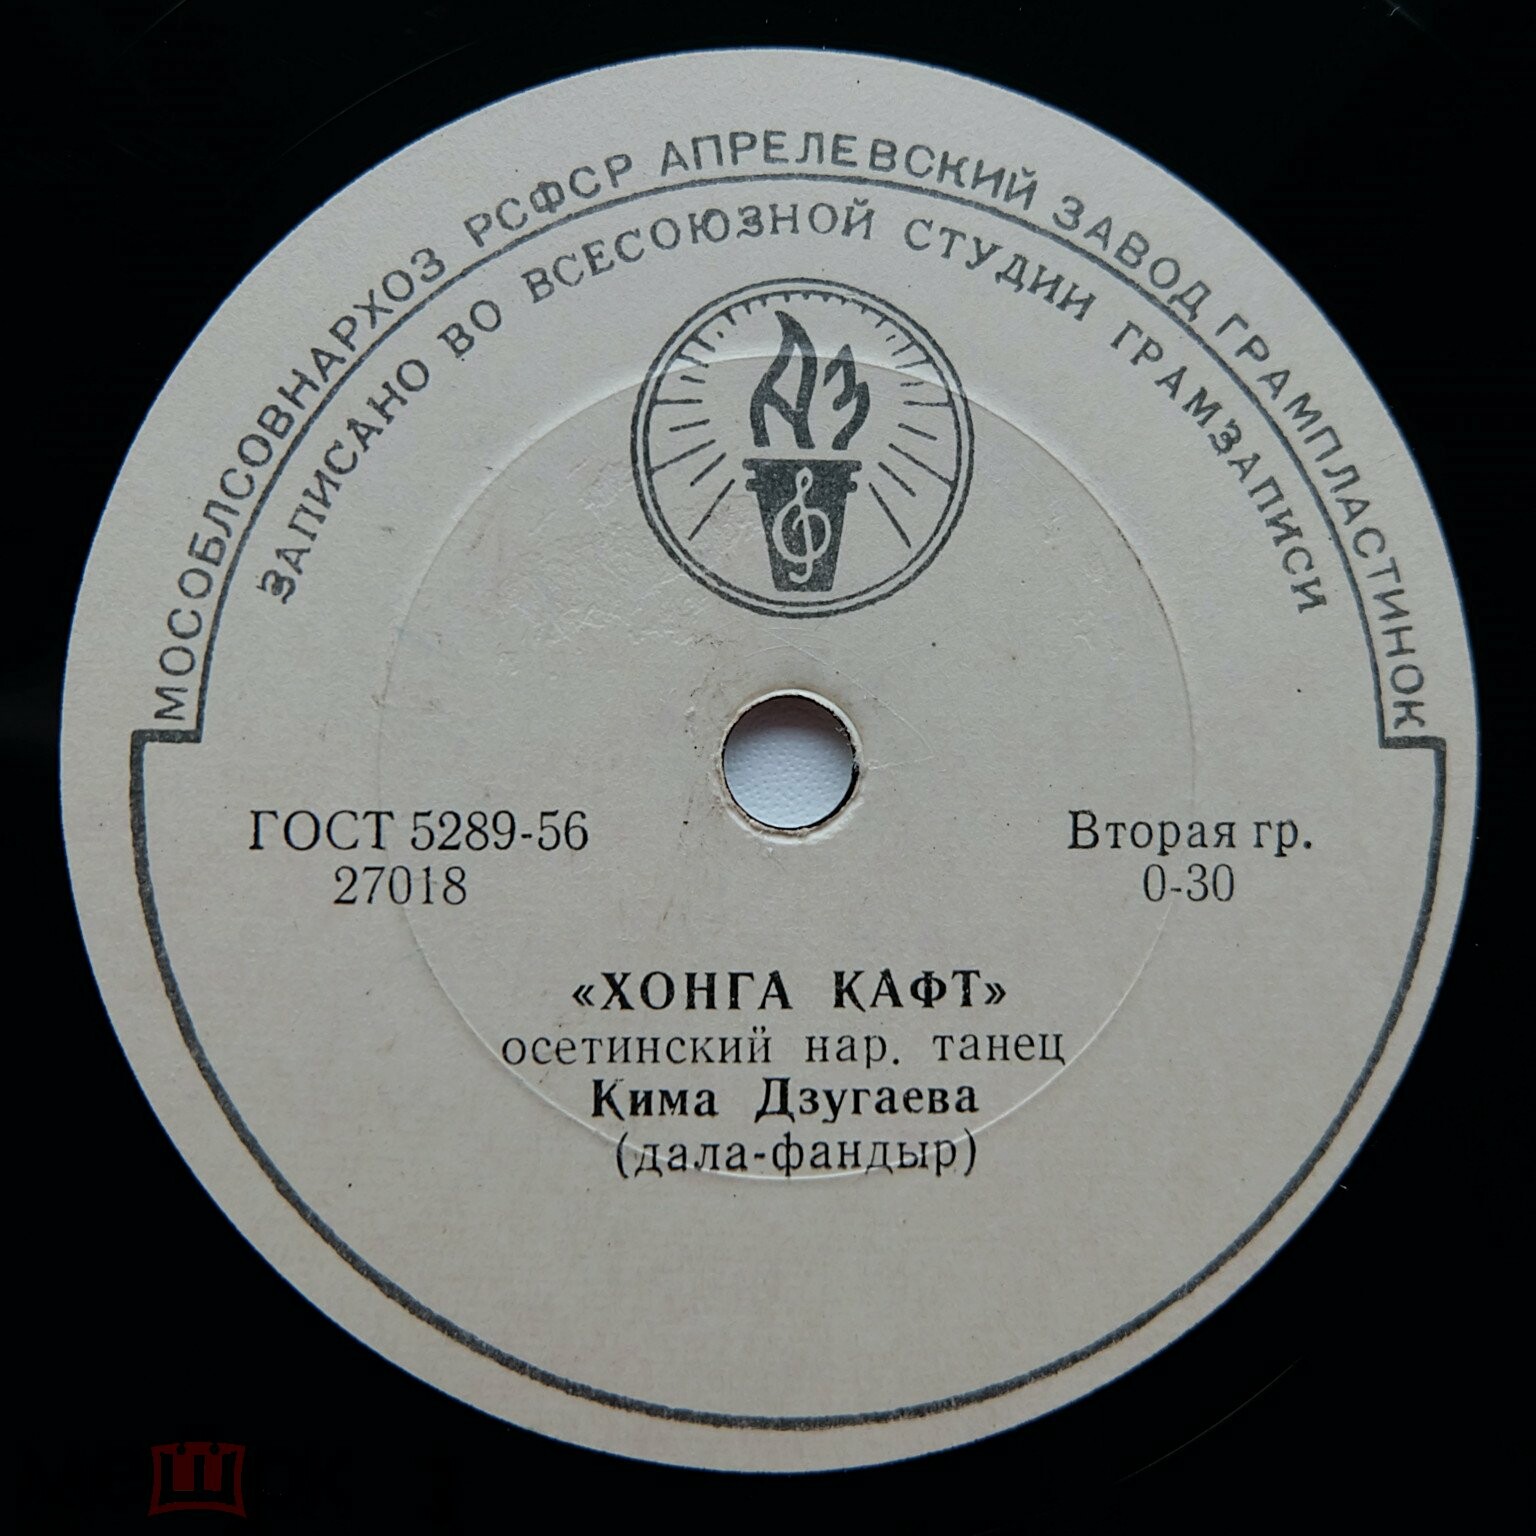 МОСОБЛСОВНАРХОЗ РСФСР АПРЕЛЕВСКИЙ ЗАВОД ГРАМПЛАСТИНОК
ЗАПИСАНО ВО ВСЕСОЮЗНОЙ СТУДИИ ГРАМЗАПИСИ
АЗ
ГОСТ 5289-56
27018
Вторая гр.
0-30
«ХОНГА КАФТ»
осетинский нар. танец
Кима Дзугаева
(дала-фандыр)